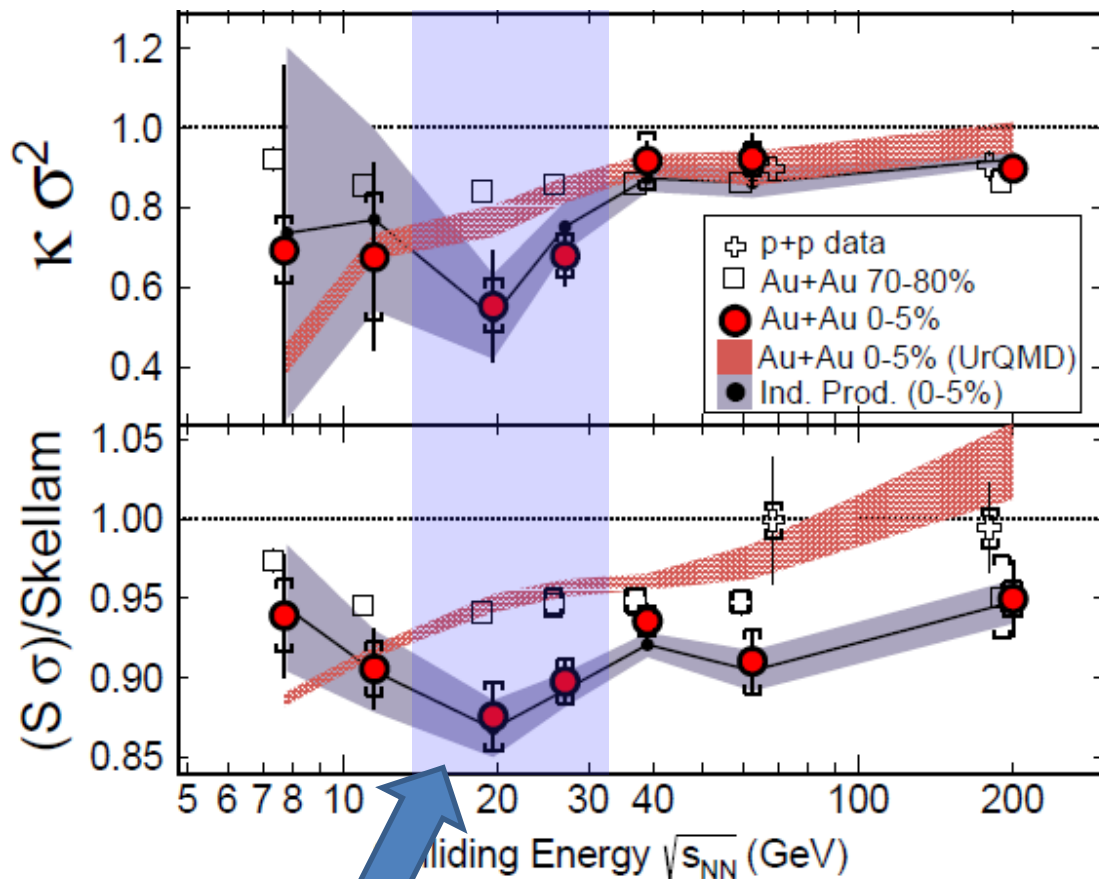 κ σ²
1.2
1.0
0.8
0.6
0.4
p+p data
Au+Au 70-80%
Au+Au 0-5%
Au+Au 0-5% (UrQMD)
Ind. Prod. (0-5%)
(S σ)/Skellam
1.05
1.00
0.95
0.90
0.85
5 6 7 8 10 20 30 40 100 200
lliding Energy √sNN (GeV)